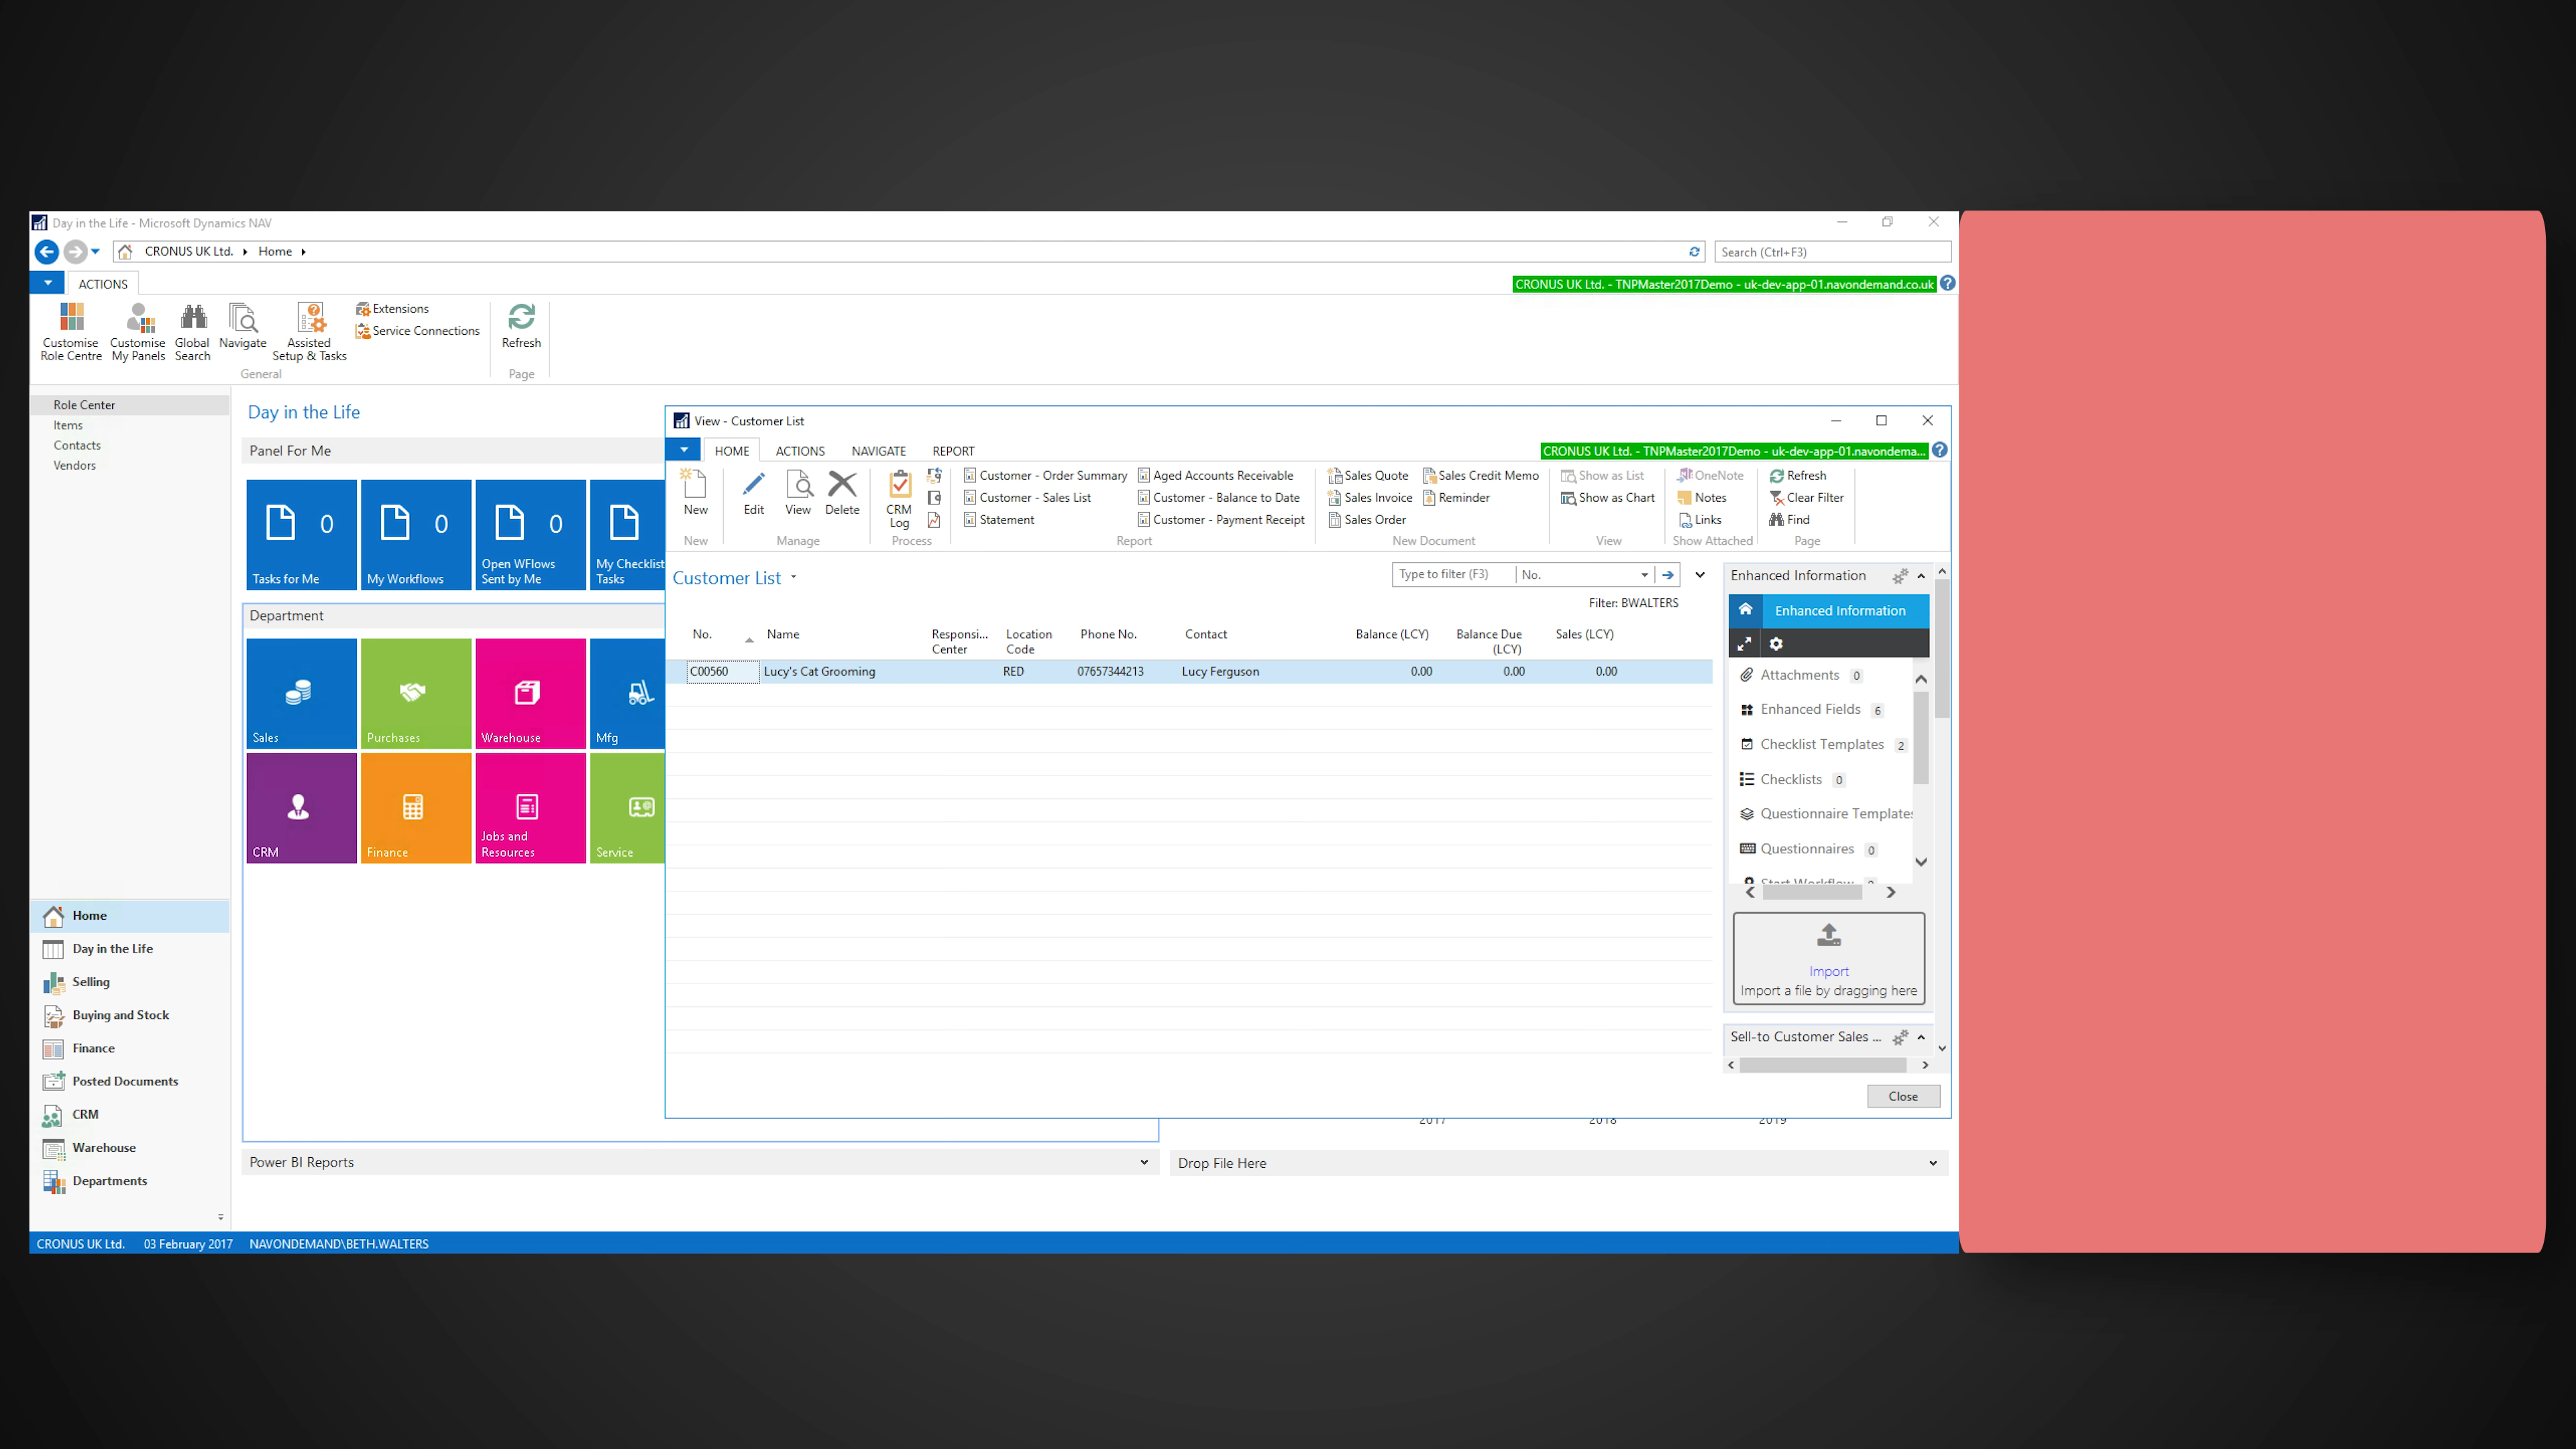 Day in the Life - Microsoft Dynamics NAV
CRONUS UK Ltd. Home
Search (Ctrl+F3)
ACTIONS
CRONUS UK Ltd. - TNPMaster2017Demo - uk-dev-app-01.navondemand.co.uk
Customise Role Centre
Customise My Panels
Global Search
Navigate
Assisted Setup & Tasks
Extensions
Service Connections
Refresh
General
Page
Role Center
Items
Contacts
Vendors
Day in the Life
Panel For Me
0
Tasks for Me
0
My Workflows
0
Open WFlows
Sent by Me
My Checklist
Tasks
Department
Sales
Purchases
Warehouse
Mfg
CRM
Finance
Jobs and
Resources
Service
View - Customer List
HOME ACTIONS NAVIGATE REPORT
CRONUS UK Ltd. - TNPMaster2017Demo - uk-dev-app-01.navondema...
New
Edit
View
Delete
CRM
Log
Customer - Order Summary
Customer - Sales List
Statement
Aged Accounts Receivable
Customer - Balance to Date
Customer - Payment Receipt
Sales Quote
Sales Invoice
Sales Order
Sales Credit Memo
Reminder
Show as List
Show as Chart
OneNote
Notes
Links
Refresh
Clear Filter
Find
New Manage Process Report New Document View Show Attached Page
Customer List
Type to filter (F3) No.
Filter: BWALTERS
No. Name Responsi... Center Location Code Phone No. Contact Balance (LCY) Balance Due (LCY) Sales (LCY)
C00560 Lucy's Cat Grooming RED 07657344213 Lucy Ferguson 0.00 0.00 0.00
Enhanced Information
Enhanced Information
Attachments 0
Enhanced Fields 6
Checklist Templates 2
Checklists 0
Questionnaire Templates
Questionnaires 0
Start Workflow
Import
Import a file by dragging here
Sell-to Customer Sales ...
Close
2017 2018 2019
Power BI Reports
Drop File Here
Home
Day in the Life
Selling
Buying and Stock
Finance
Posted Documents
CRM
Warehouse
Departments
CRONUS UK Ltd. 03 February 2017 NAVONDEMAND\BETH.WALTERS